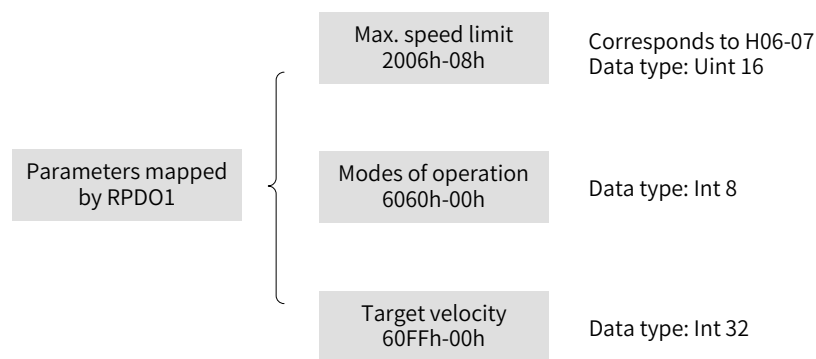 Max. speed limit
2006h-08h
Corresponds to H06-07
Data type: Uint 16
Parameters mapped
by RPDO1
Modes of operation
6060h-00h
Data type: Int 8
Target velocity
60FFh-00h
Data type: Int 32